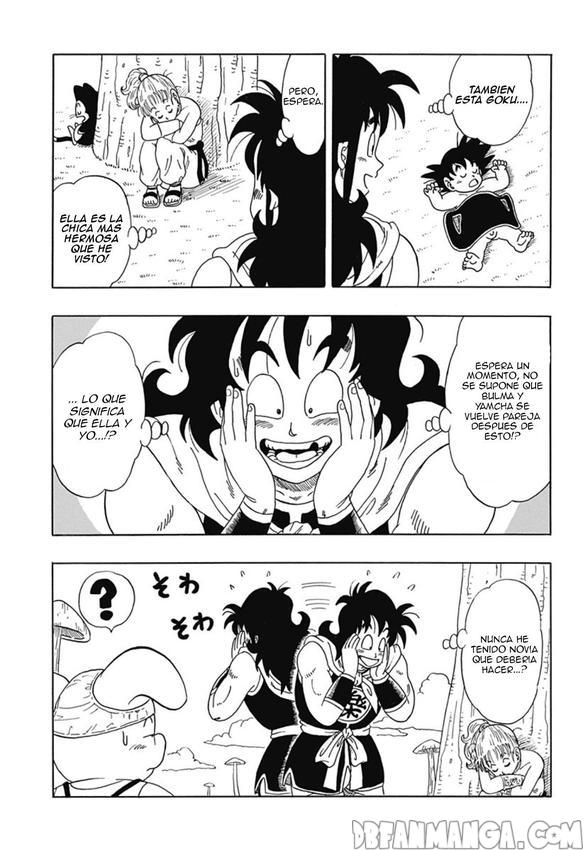 TAMBIEN
ESTA GOKU....
PERO,
ESPERA.
ELLA ES LA
CHICA MAS
HERMOSA
QUE HE
VISTO!
ESPERA UN
MOMENTO, NO
SE SUPONE QUE
BULMA Y
YAMCHA SE
VUELVE PAREJA
DESPUES DE
ESTO!?
... LO QUE
SIGNIFICA
QUE ELLA Y
YO...!?
NUNCA HE
TENIDO NOVIA
QUE DEBERIA
HACER...?
そわ
そわ
?
DBFANMANGA.COM